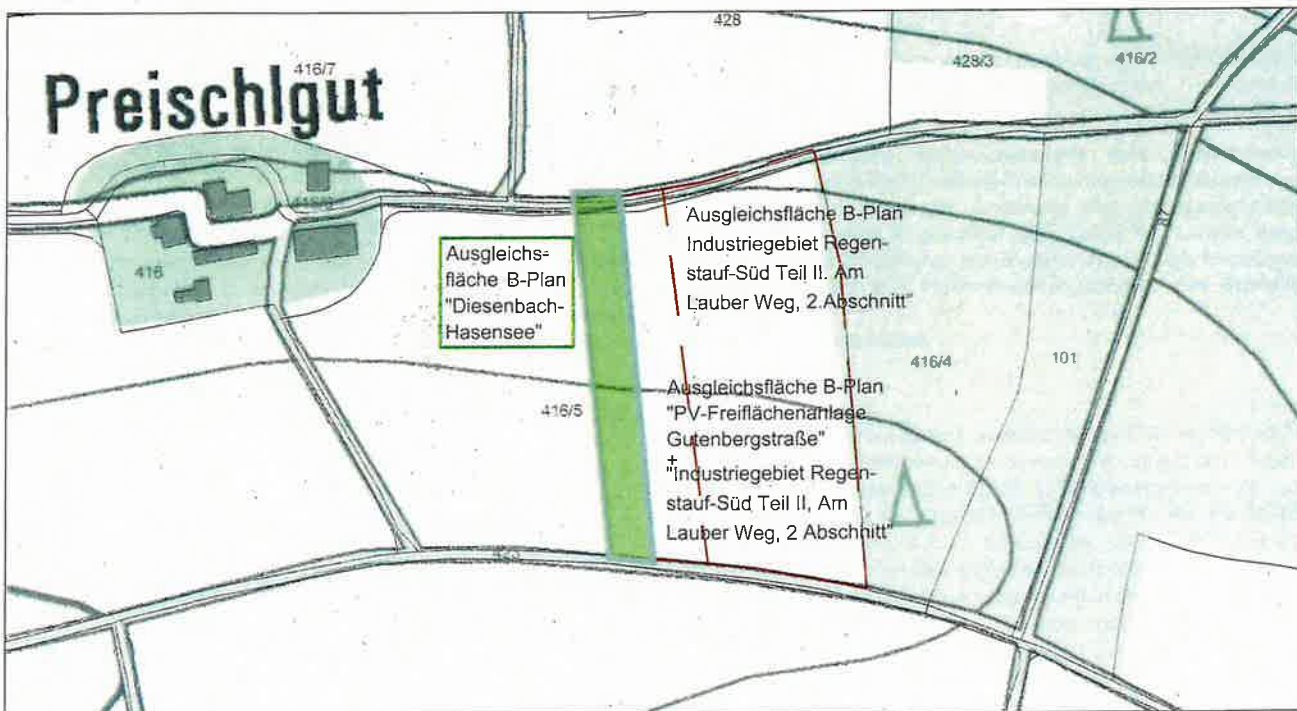 428
416/7
428/3
416/2
Preischlgut
Ausgleichsfläche B-Plan
Industriegebiet Regen-
stauf-Süd Teil II. Am
Lauber Weg, 2.Abschnitt"
Ausgleichs-
fläche B-Plan
"Diesenbach-
Hasensee"
416
416/4
101
416/5
Ausgleichsfläche B-Plan
"PV-Freiflächenanlage
Gutenbergstraße"
+
"Industriegebiet Regen-
stauf-Süd Teil II, Am
Lauber Weg, 2 Abschnitt"
423